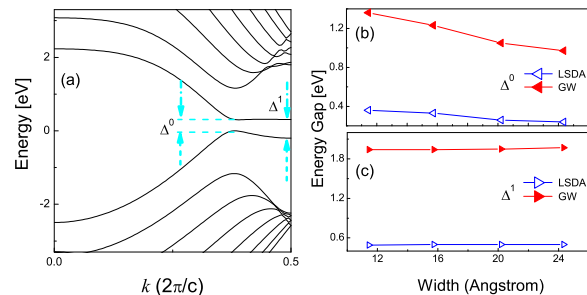 (a)
Δ⁰
Δ¹
Energy [eV]
2
0
-2
0.0
0.5
k (2π/c)
(b)
1.2
0.8
0.4
Δ⁰
LSDA
GW
Energy Gap [eV]
(c)
1.8
1.2
0.6
Δ¹
LSDA
GW
12
16
20
24
Width (Angstrom)